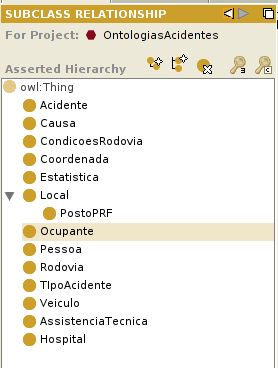 SUBCLASS RELATIONSHIP
For Project: OntologiasAcidentes
Asserted Hierarchy
owl:Thing
Acidente
Causa
CondicoesRodovia
Coordenada
Estatistica
Local
PostoPRF
Ocupante
Pessoa
Rodovia
TIpoAcidente
Veiculo
AssistenciaTecnica
Hospital